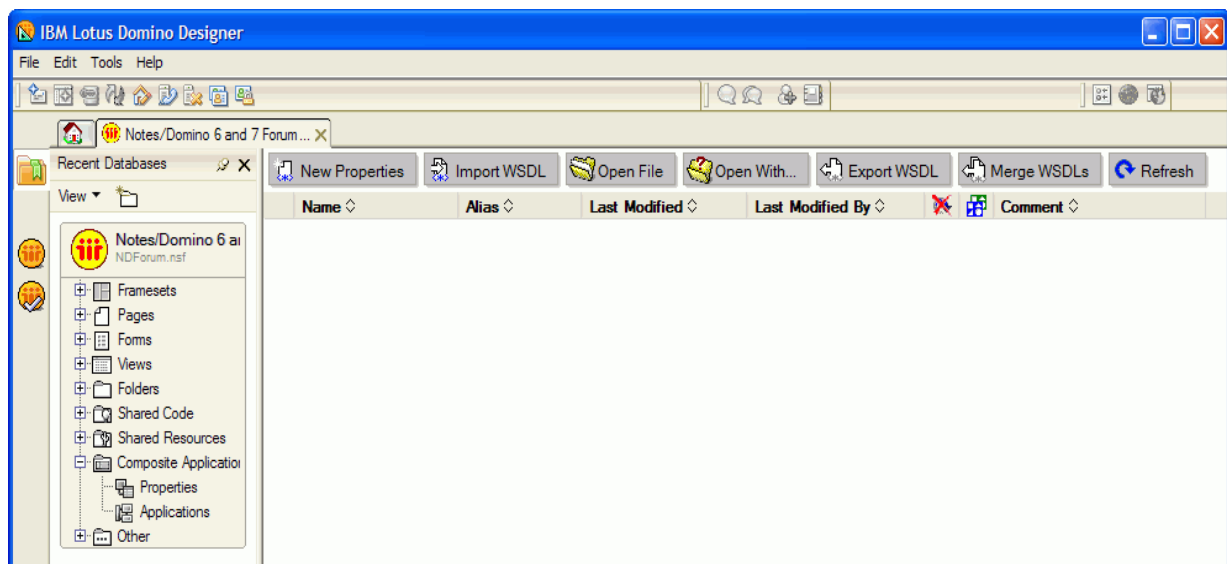 IBM Lotus Domino Designer
File Edit Tools Help
Notes/Domino 6 and 7 Forum ...
Recent Databases
New Properties Import WSDL Open File Open With... Export WSDL Merge WSDLs Refresh
View
Name Alias Last Modified Last Modified By Comment
Notes/Domino 6 ai
NDForum.nsf
Framesets
Pages
Forms
Views
Folders
Shared Code
Shared Resources
Composite Application
Properties
Applications
Other